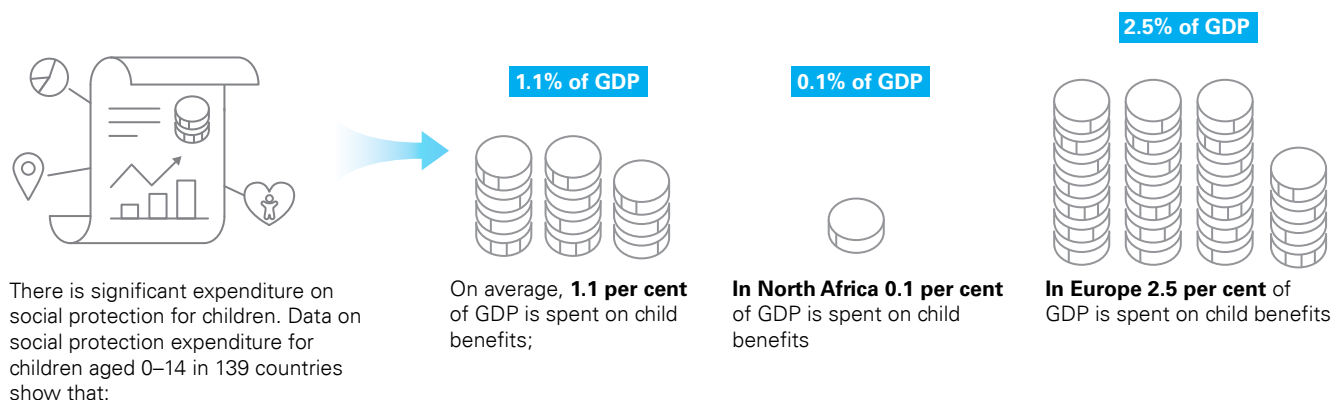 2.5% of GDP
1.1% of GDP
0.1% of GDP
There is significant expenditure on
social protection for children. Data on
social protection expenditure for
children aged 0–14 in 139 countries
show that:
On average, 1.1 per cent
of GDP is spent on child
benefits;
In North Africa 0.1 per cent
of GDP is spent on child
benefits
In Europe 2.5 per cent of
GDP is spent on child benefits